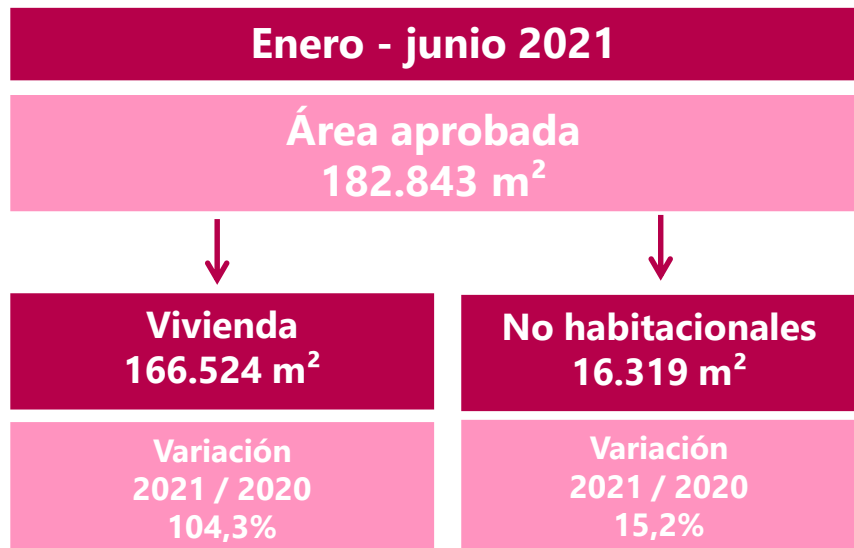 Enero - junio 2021
Área aprobada
182.843 m²
Vivienda
166.524 m²
No habitacionales
16.319 m²
Variación
2021 / 2020
104,3%
Variación
2021 / 2020
15,2%